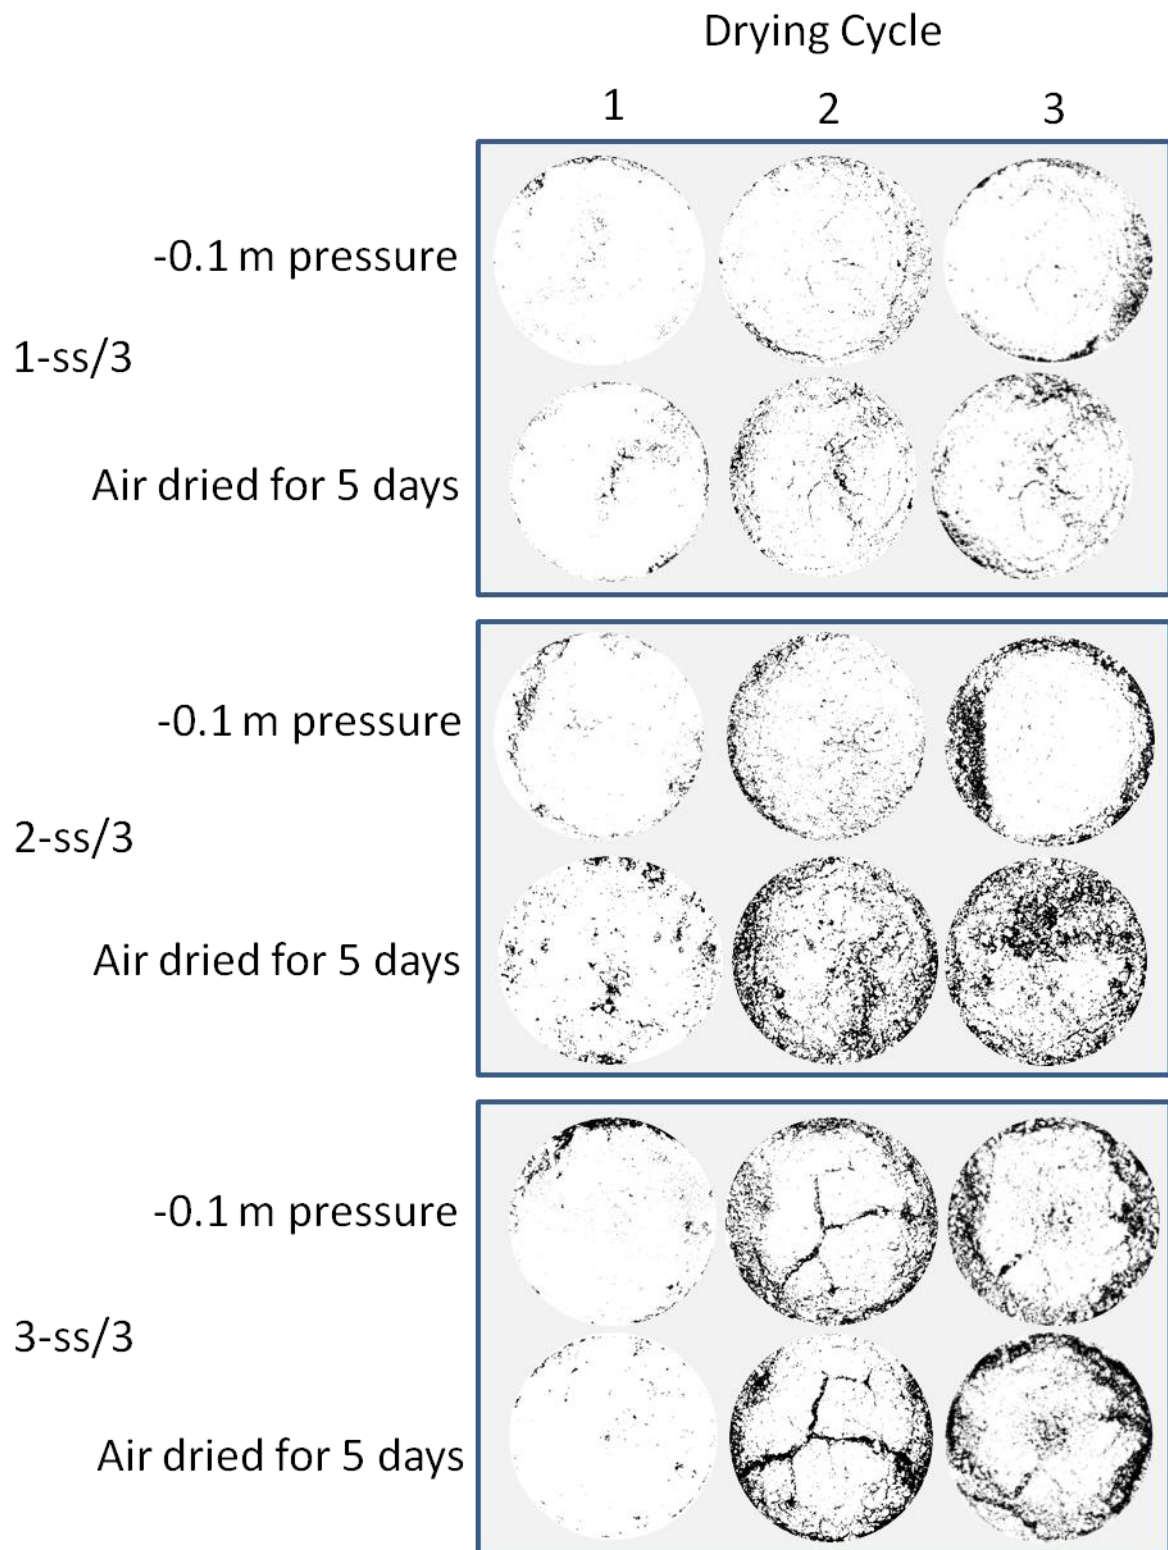 Drying Cycle
1 2 3
-0.1 m pressure
1-ss/3
Air dried for 5 days
-0.1 m pressure
2-ss/3
Air dried for 5 days
-0.1 m pressure
3-ss/3
Air dried for 5 days